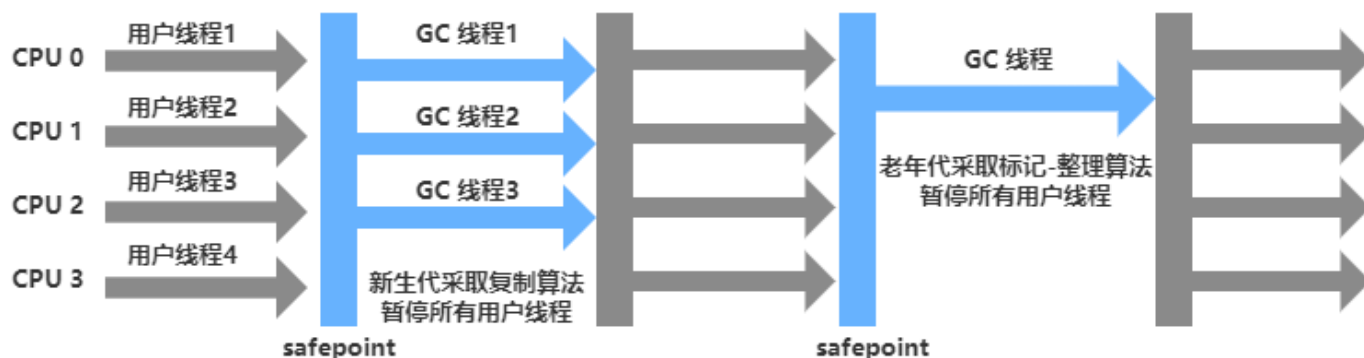 用户线程1
GC 线程1
CPU 0
GC 线程
用户线程2
GC 线程2
CPU 1
用户线程3
GC 线程3
CPU 2
老年代采取标记-整理算法
暂停所有用户线程
用户线程4
CPU 3
新生代采取复制算法
暂停所有用户线程
safepoint
safepoint